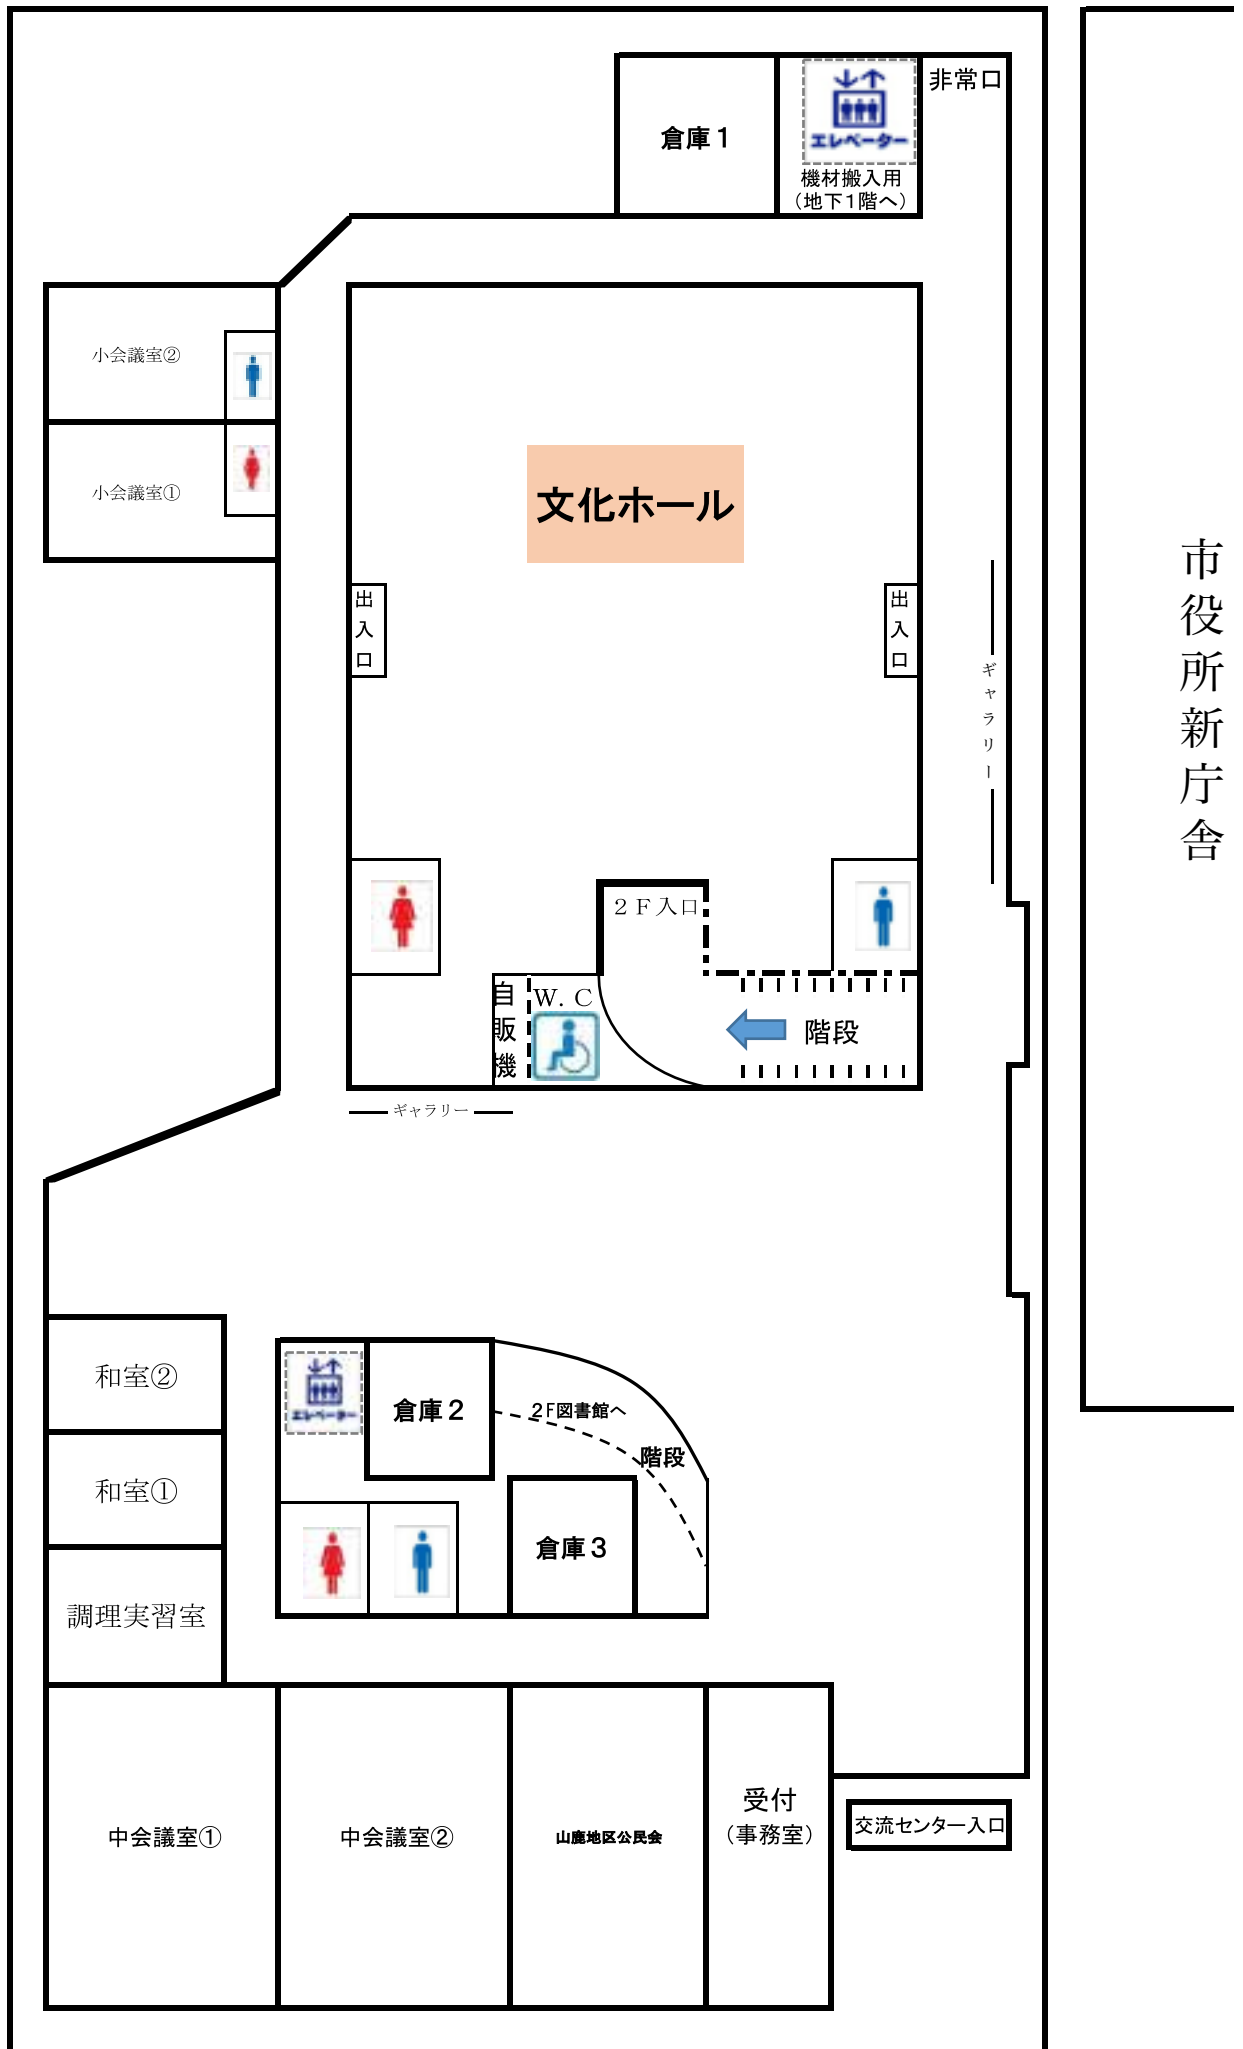 非常口
倉庫１
エレベーター
機材搬入用
（地下１階へ）
小会議室②
小会議室①
文化ホール
出入口
出入口
ギャラリー
市役所新庁舎
２Ｆ入口
自販機
Ｗ.Ｃ
階段
ギャラリー
和室②
エレベーター
倉庫２
２Ｆ図書館へ
階段
和室①
倉庫３
調理実習室
中会議室①
中会議室②
山鹿地区公民会
受付
（事務室）
交流センター入口